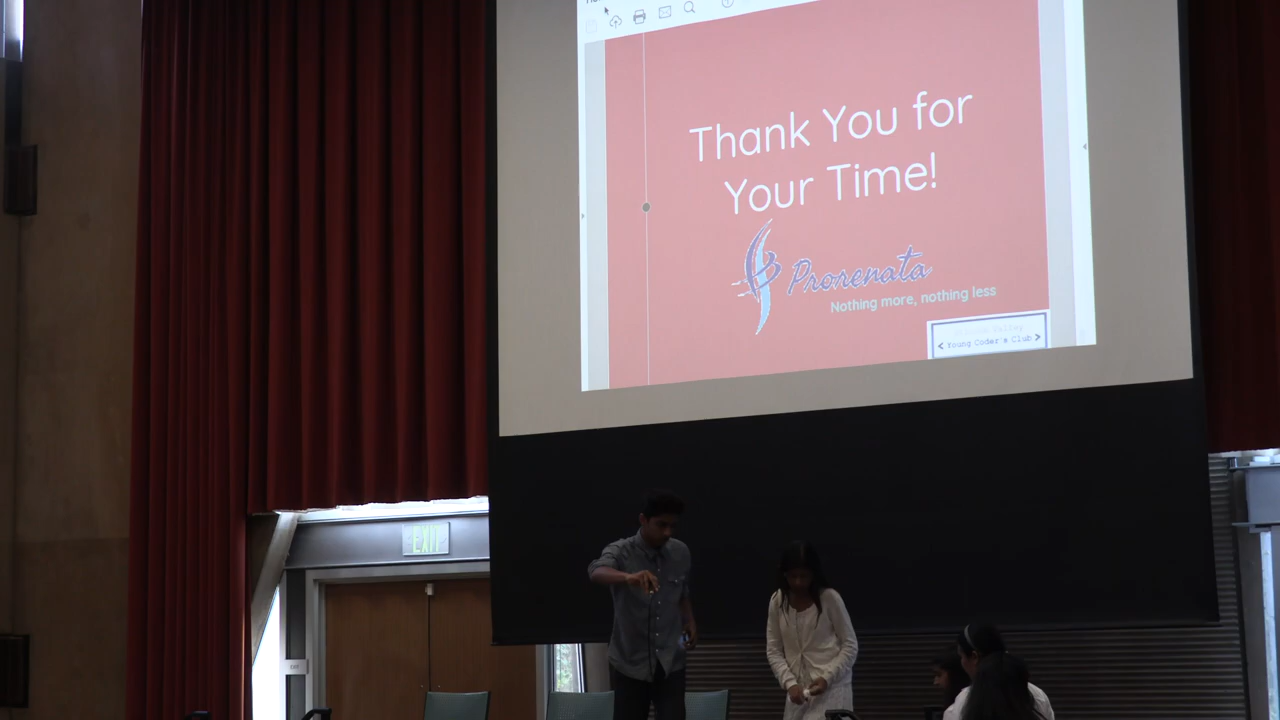 Thank You for
Your Time!
Prorenata
Nothing more, nothing less
< Young Coder's Club >
EXIT